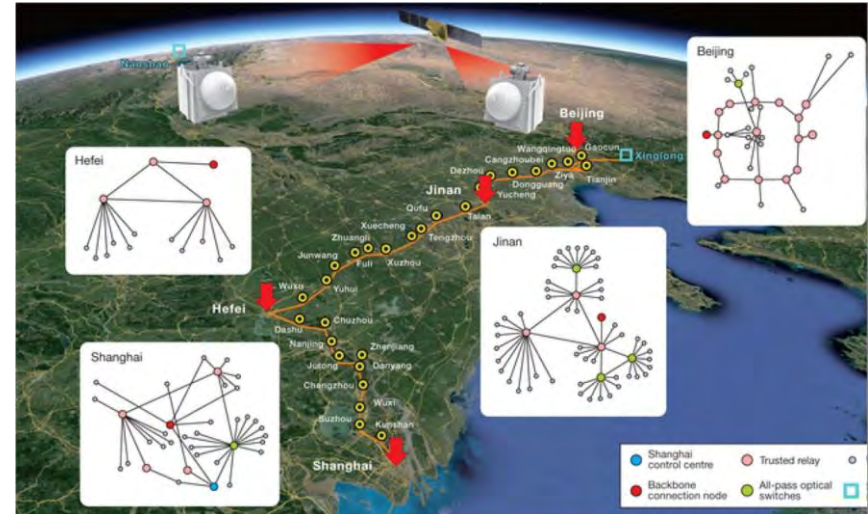 Nanshan
Beijing
Hefei
Jinan
Shanghai
Beijing
Gaocun
Wangqingtuo
Xinglong
Cangzhoubei
Dezhou
Ziya
Tianjin
Dongguang
Jinan
Yucheng
Qufu
Taian
Xuecheng
Tengzhou
Zhuangli
Junwang
Fuli
Xuzhou
Wuxu
Yuhui
Hefei
Chuzhou
Dashu
Nanjing
Zhenjiang
Jurong
Danyang
Changzhou
Wuxi
Suzhou
Kunshan
Shanghai
Shanghai
control centre
Trusted relay
Backbone
connection node
All-pass optical
switches